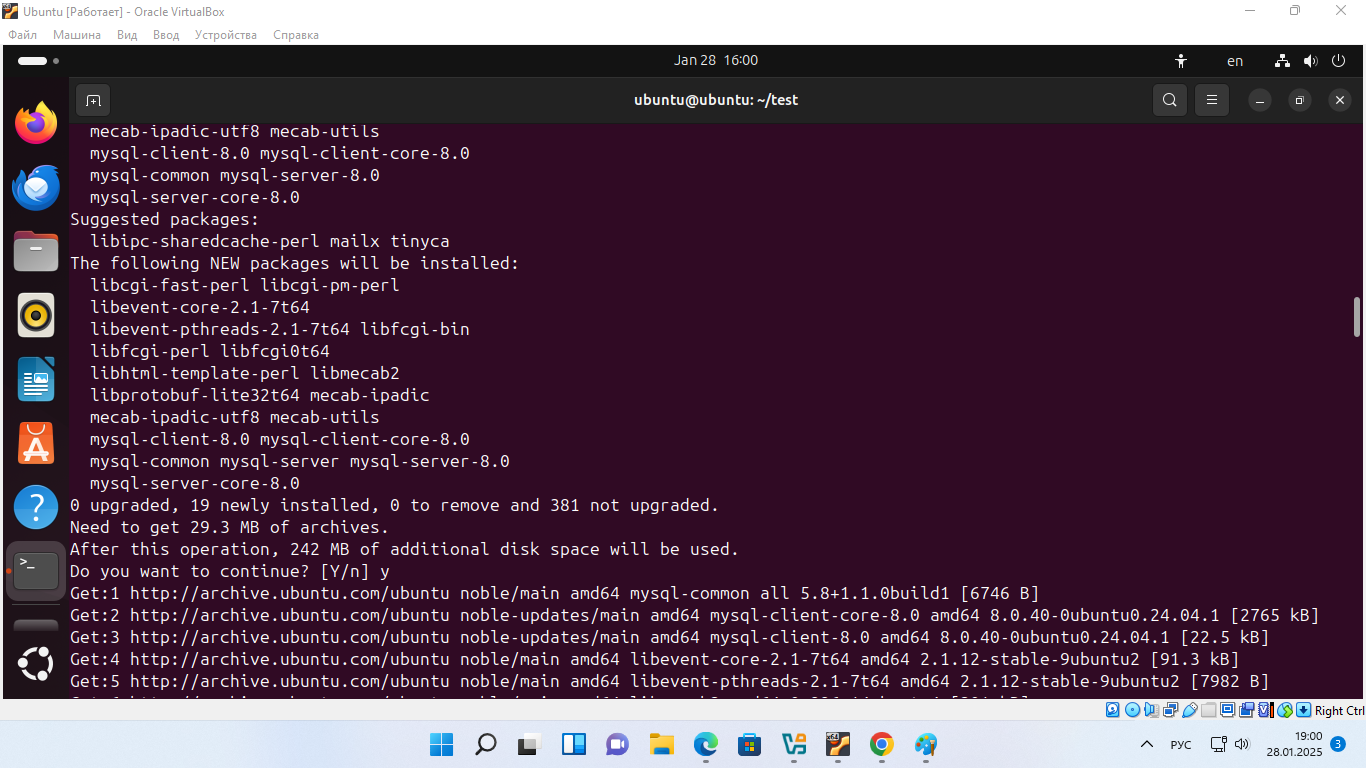 Ubuntu [Работает] - Oracle VirtualBox
Файл Машина Вид Ввод Устройства Справка
Jan 28 16:00
en
ubuntu@ubuntu: ~/test
mecab-ipadic-utf8 mecab-utils
mysql-client-8.0 mysql-client-core-8.0
mysql-common mysql-server-8.0
mysql-server-core-8.0
Suggested packages:
libipc-sharedcache-perl mailx tinyca
The following NEW packages will be installed:
libcgi-fast-perl libcgi-pm-perl
libevent-core-2.1-7t64
libevent-pthreads-2.1-7t64 libfcgi-bin
libfcgi-perl libfcgi0t64
libhtml-template-perl libmecab2
libprotobuf-lite32t64 mecab-ipadic
mecab-ipadic-utf8 mecab-utils
mysql-client-8.0 mysql-client-core-8.0
mysql-common mysql-server mysql-server-8.0
mysql-server-core-8.0
0 upgraded, 19 newly installed, 0 to remove and 381 not upgraded.
Need to get 29.3 MB of archives.
After this operation, 242 MB of additional disk space will be used.
Do you want to continue? [Y/n] y
Get:1 http://archive.ubuntu.com/ubuntu noble/main amd64 mysql-common all 5.8+1.1.0build1 [6746 B]
Get:2 http://archive.ubuntu.com/ubuntu noble-updates/main amd64 mysql-client-core-8.0 amd64 8.0.40-0ubuntu0.24.04.1 [2765 kB]
Get:3 http://archive.ubuntu.com/ubuntu noble-updates/main amd64 mysql-client-8.0 amd64 8.0.40-0ubuntu0.24.04.1 [22.5 kB]
Get:4 http://archive.ubuntu.com/ubuntu noble/main amd64 libevent-core-2.1-7t64 amd64 2.1.12-stable-9ubuntu2 [91.3 kB]
Get:5 http://archive.ubuntu.com/ubuntu noble/main amd64 libevent-pthreads-2.1-7t64 amd64 2.1.12-stable-9ubuntu2 [7982 B]
Right Ctrl
РУС
19:00
28.01.2025
3